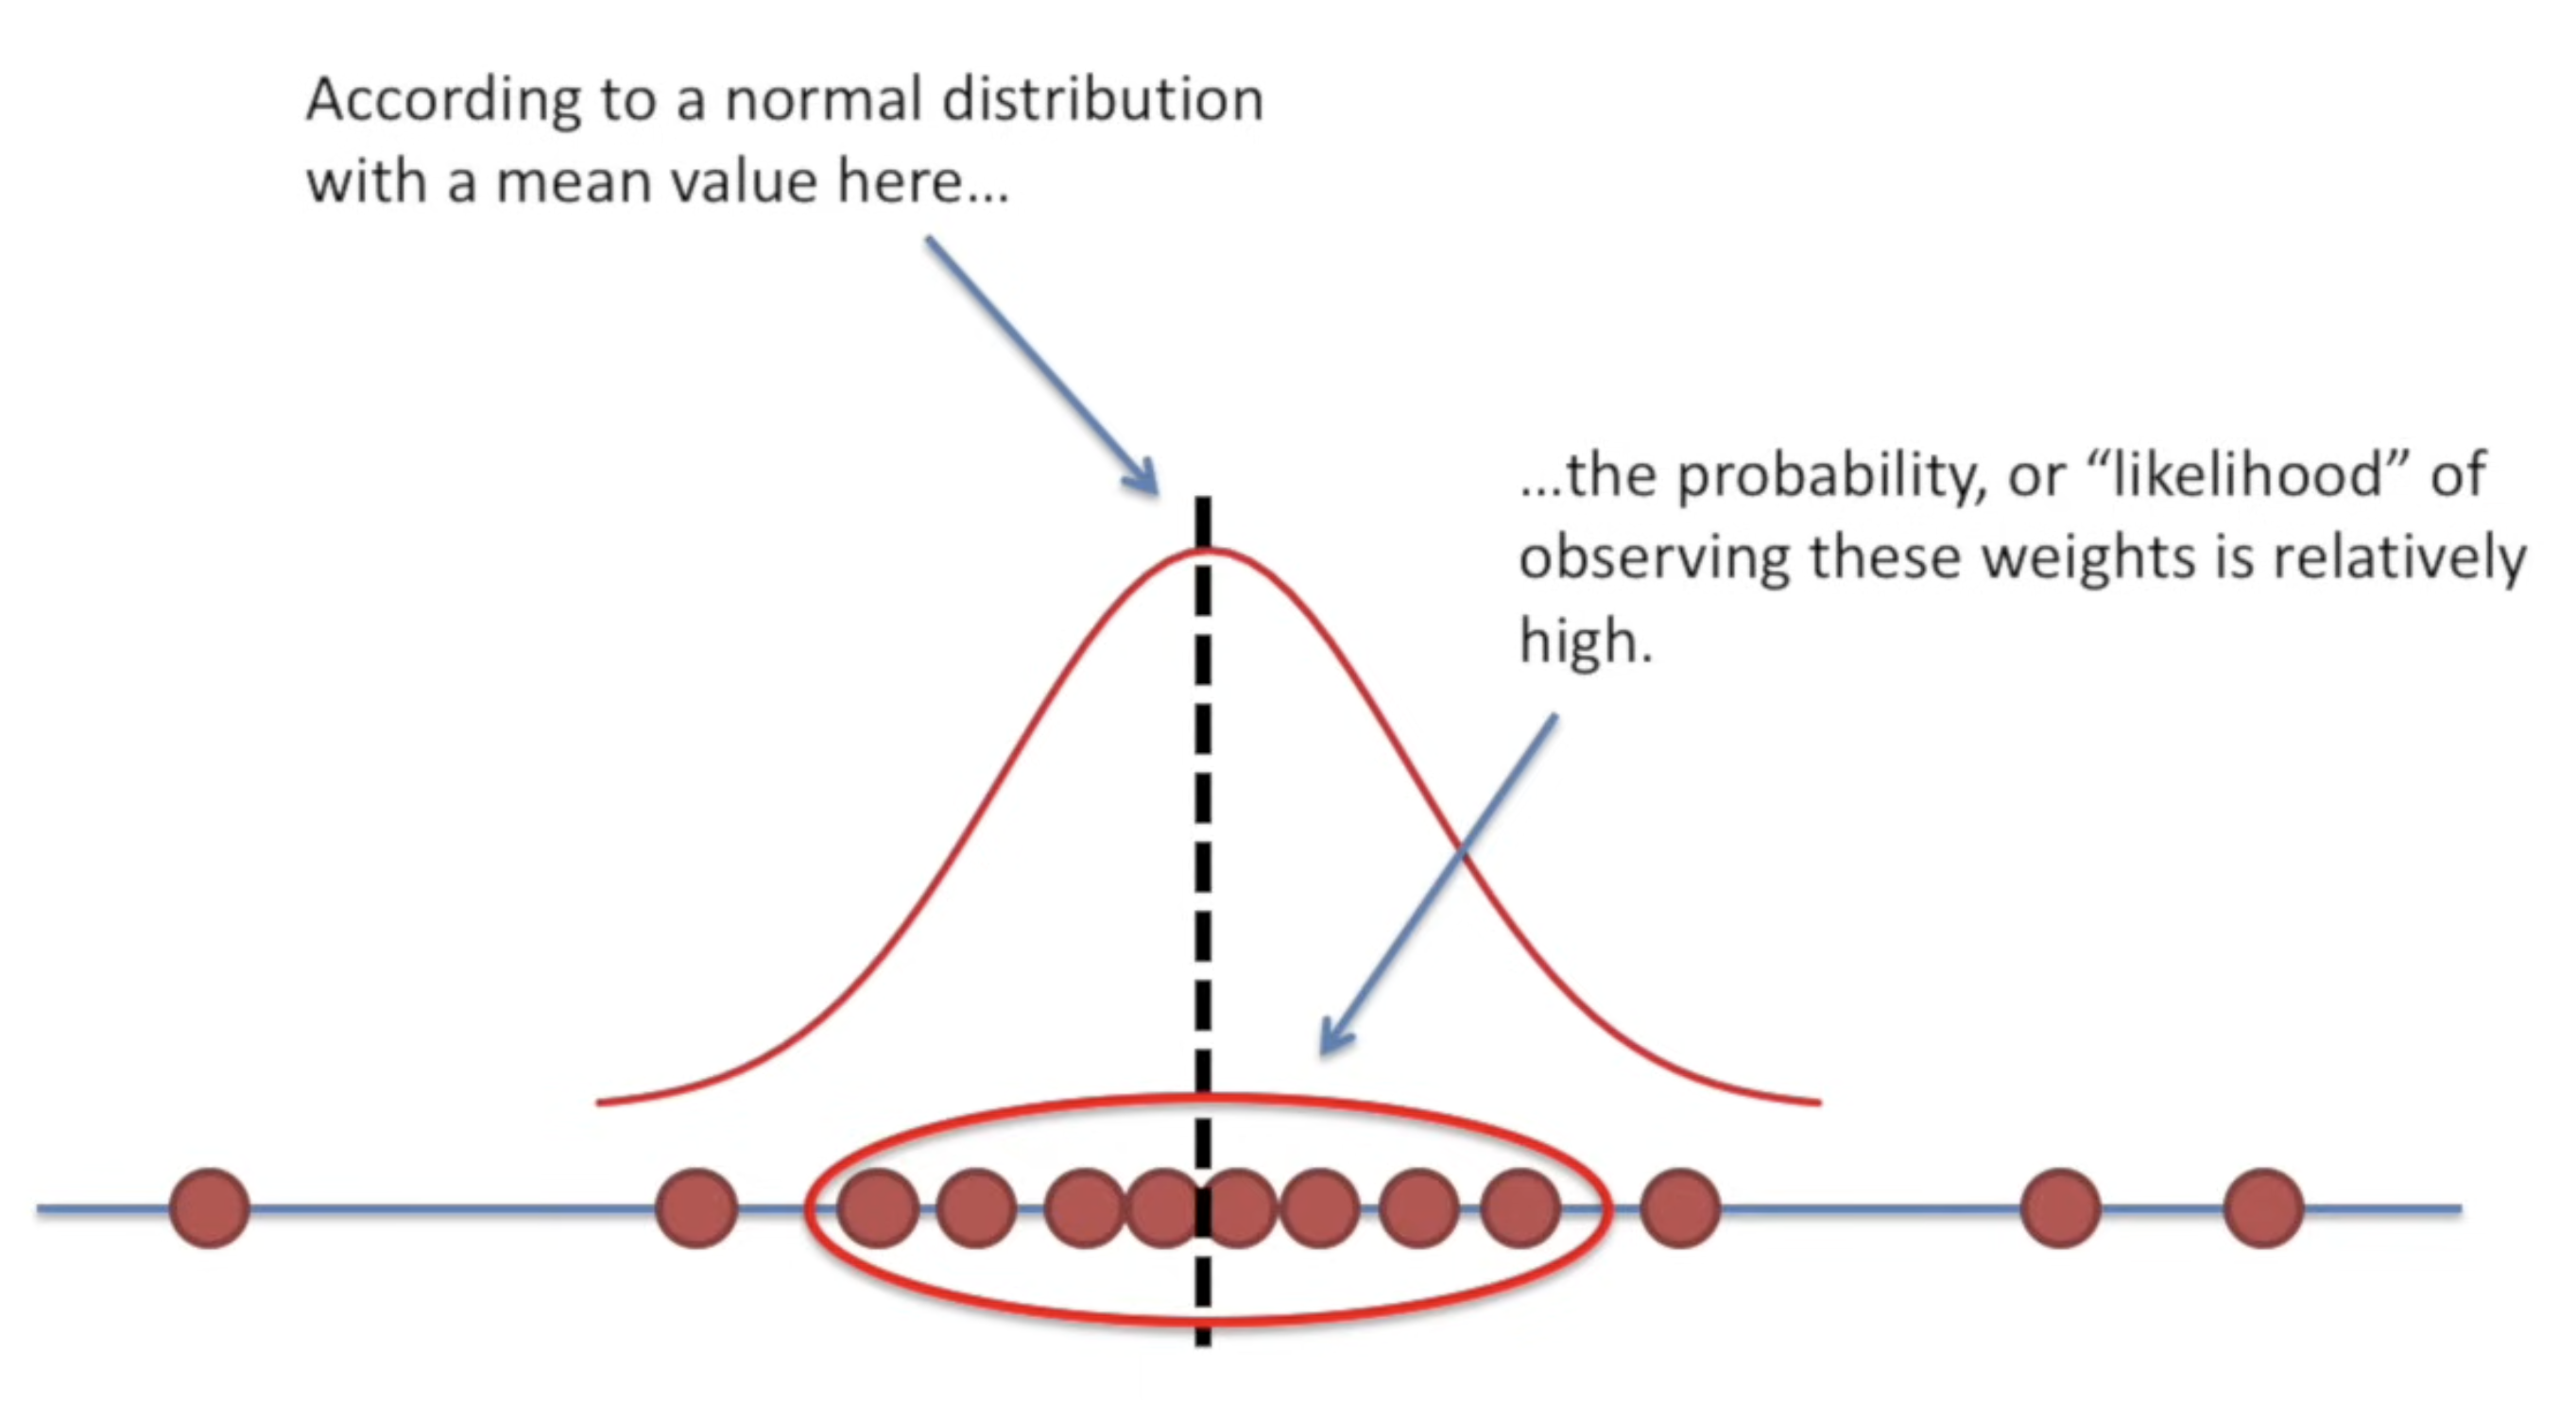 According to a normal distribution
with a mean value here...
...the probability, or “likelihood” of
observing these weights is relatively
high.